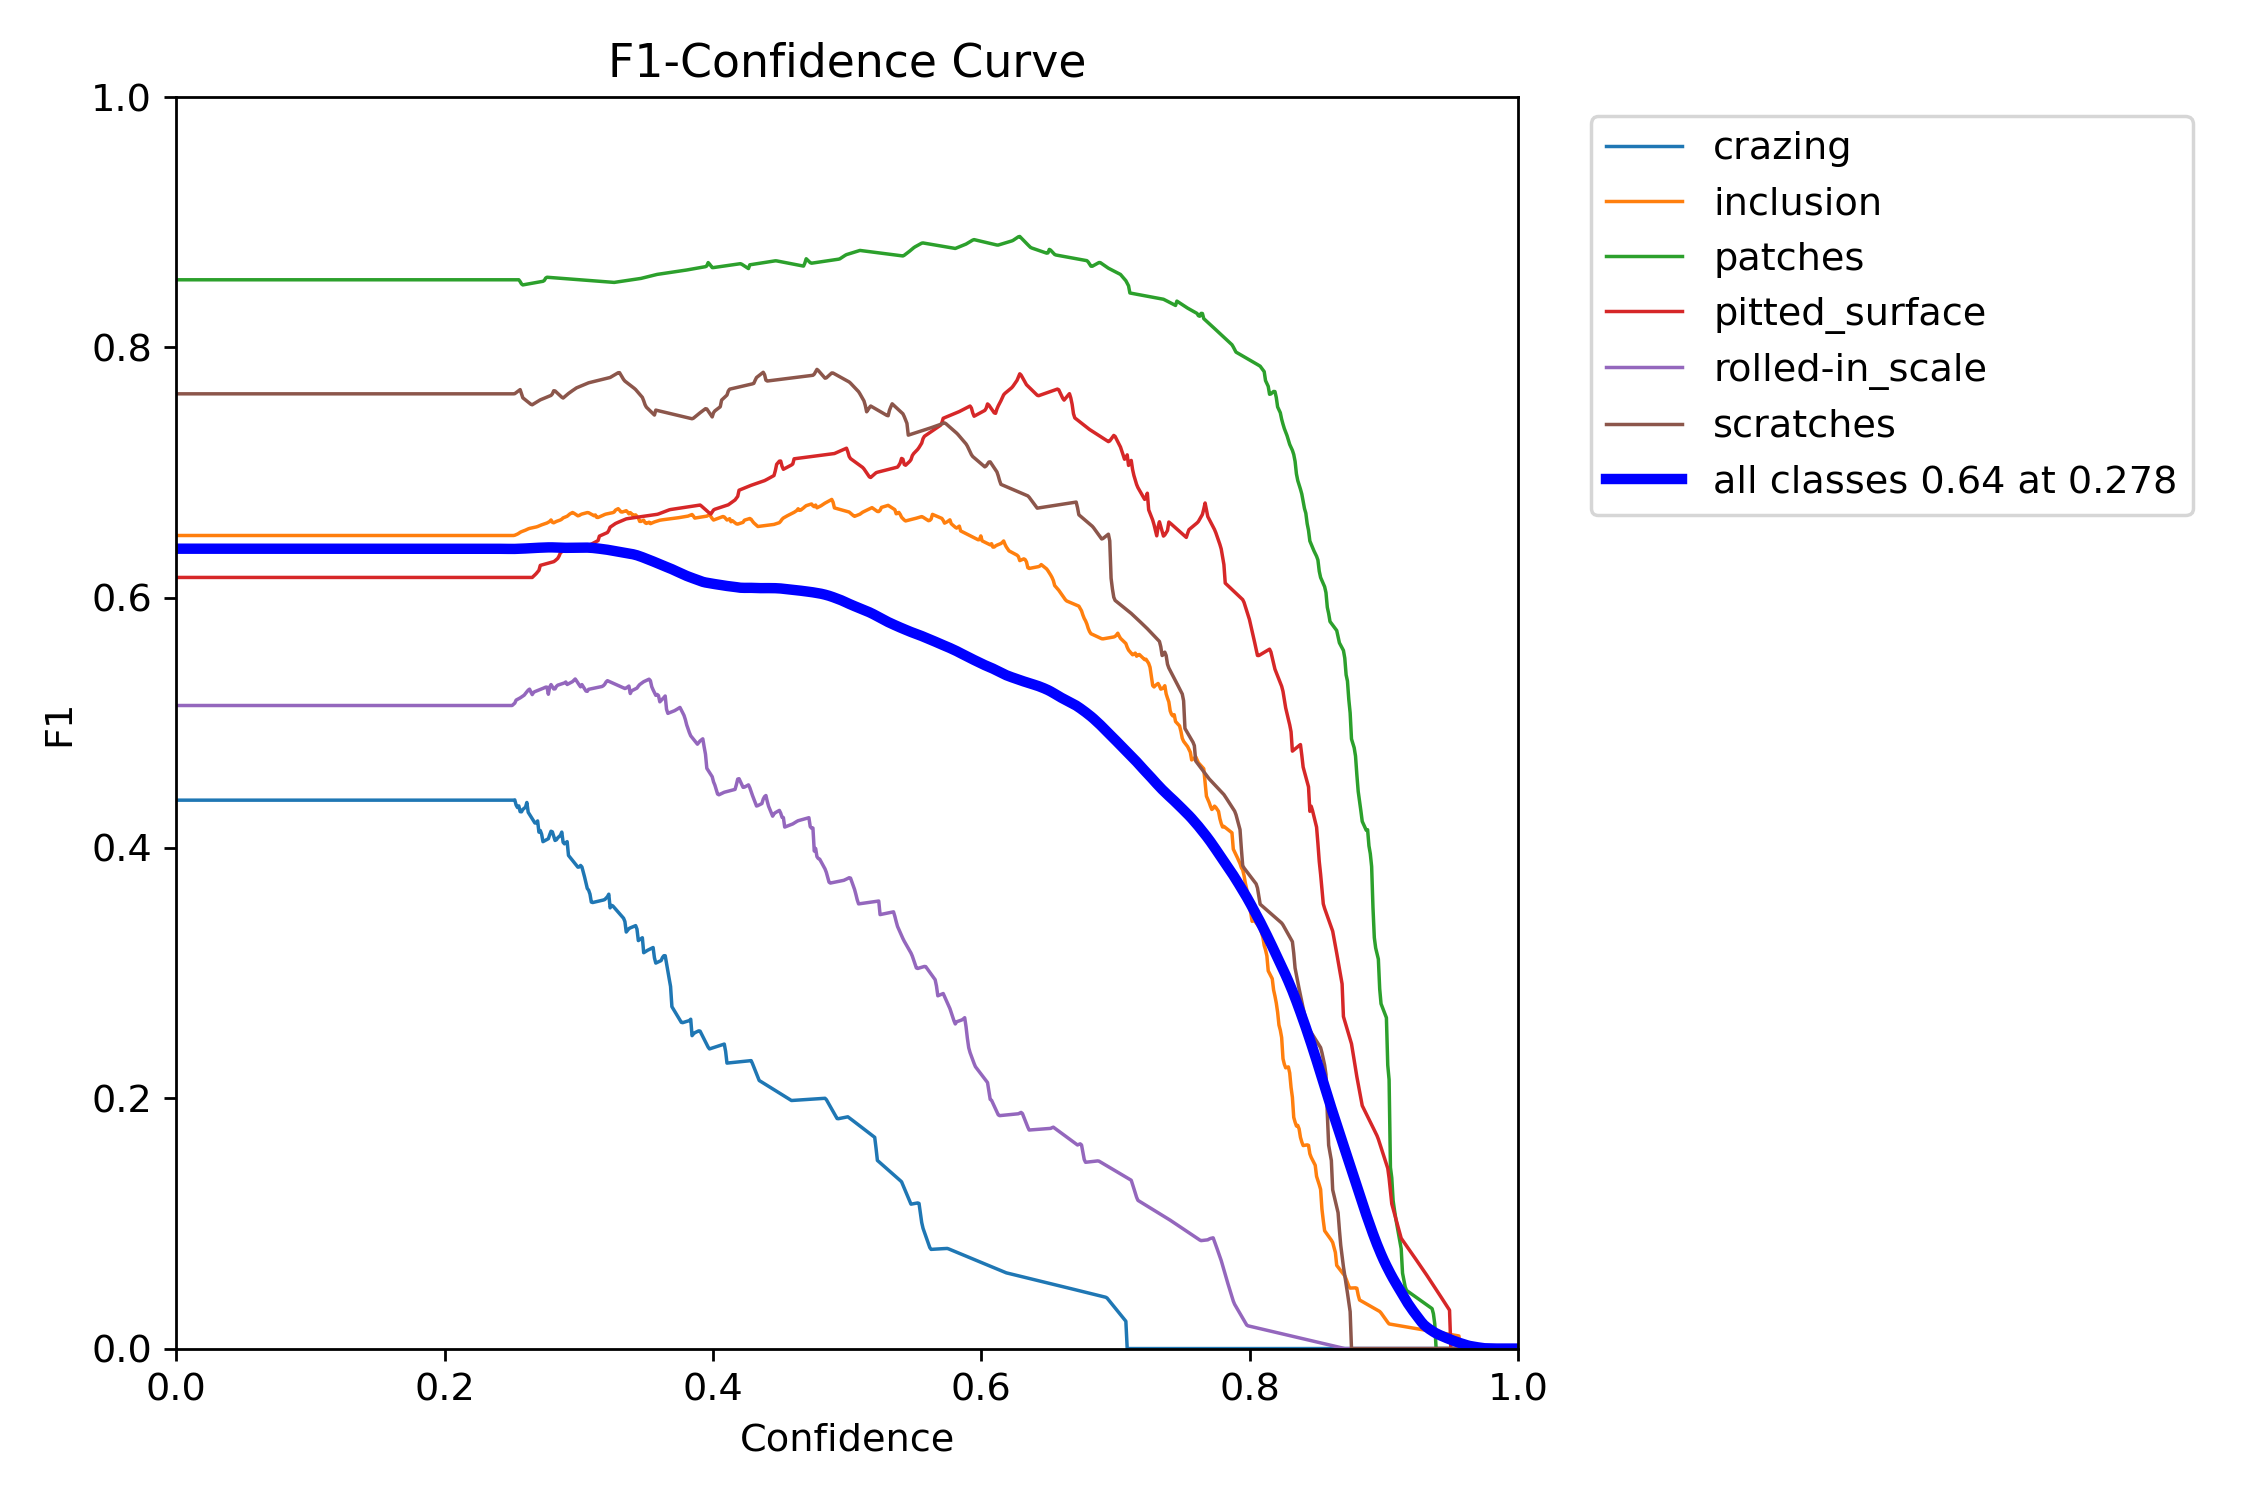 F1-Confidence Curve
1.0
0.8
0.6
0.4
0.2
0.0
F1
0.0 0.2 0.4 0.6 0.8 1.0
Confidence
crazing
inclusion
patches
pitted_surface
rolled-in_scale
scratches
all classes 0.64 at 0.278